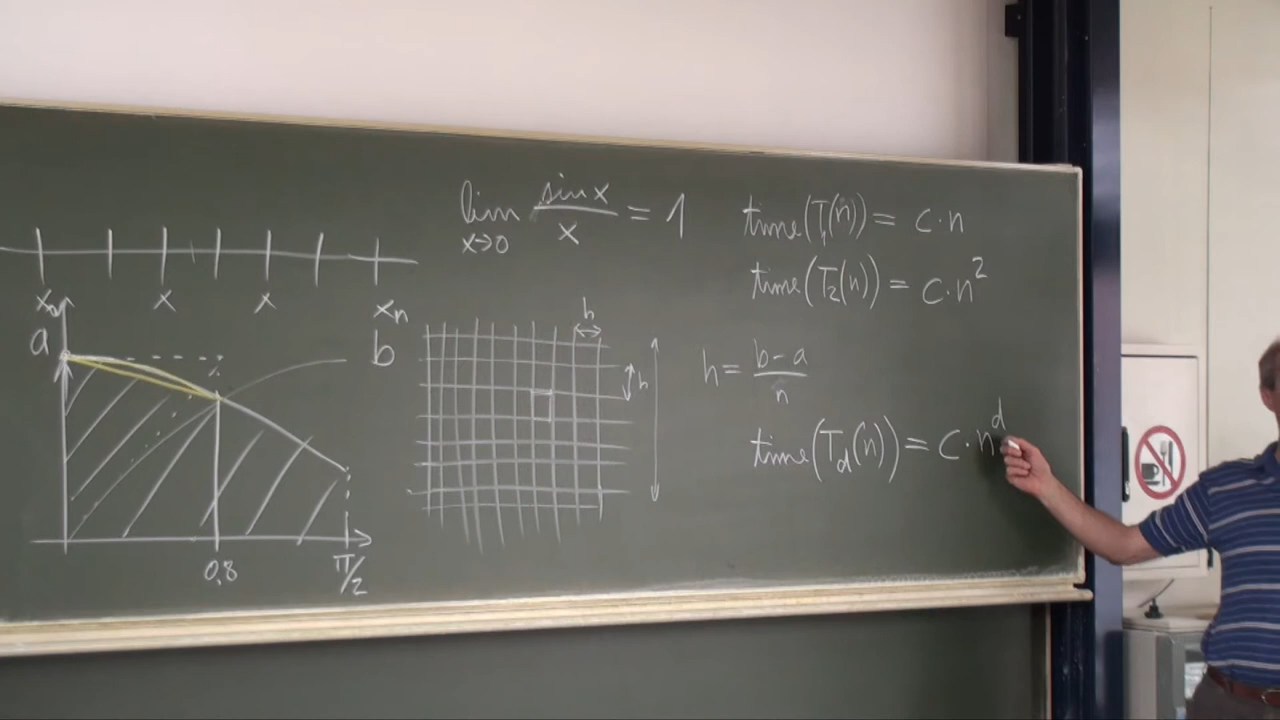 lim sin x / x = 1
x→0
time(T₁(n)) = c·n
time(T₂(n)) = c·n²
x₀ x x xₙ
a b
h
h
h = b-a / n
time(T_d(n)) = c·n^d
0,8 π/2